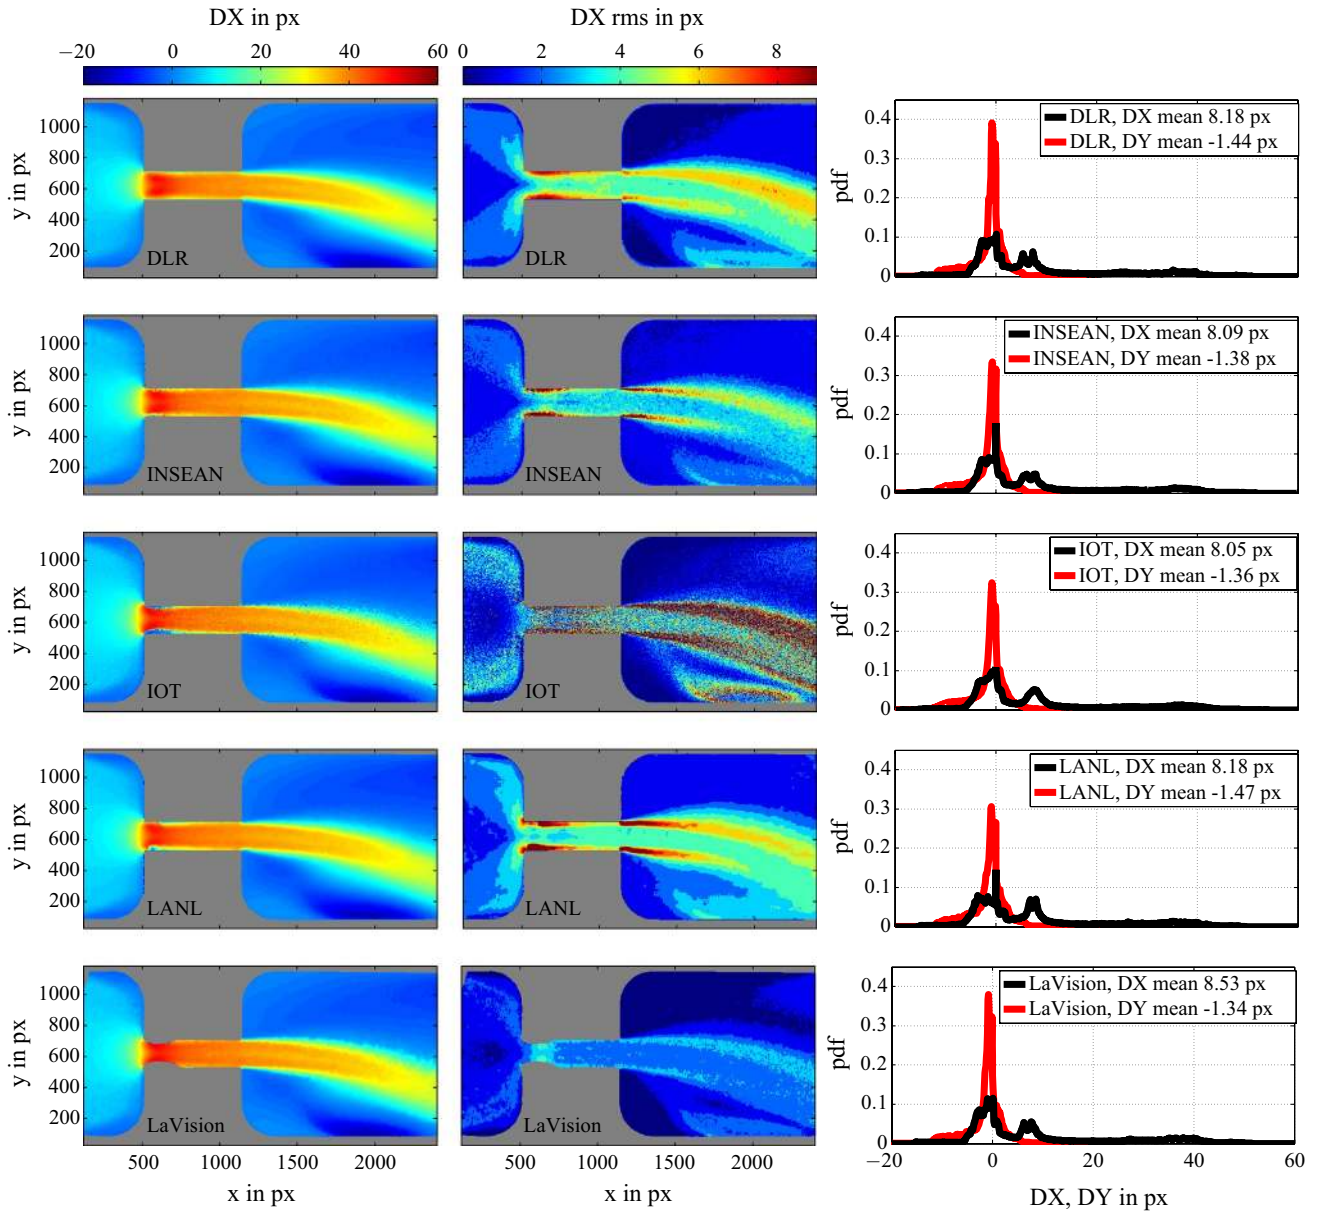 DX in px
DX rms in px
−20 0 20 40 60
0 2 4 6 8
y in px
1000
800
600
400
200
DLR
DLR
pdf
0.4
0.3
0.2
0.1
0
DLR, DX mean 8.18 px
DLR, DY mean -1.44 px
y in px
1000
800
600
400
200
INSEAN
INSEAN
pdf
0.4
0.3
0.2
0.1
0
INSEAN, DX mean 8.09 px
INSEAN, DY mean -1.38 px
y in px
1000
800
600
400
200
IOT
IOT
pdf
0.4
0.3
0.2
0.1
0
IOT, DX mean 8.05 px
IOT, DY mean -1.36 px
y in px
1000
800
600
400
200
LANL
LANL
pdf
0.4
0.3
0.2
0.1
0
LANL, DX mean 8.18 px
LANL, DY mean -1.47 px
y in px
1000
800
600
400
200
LaVision
LaVision
pdf
0.4
0.3
0.2
0.1
0
LaVision, DX mean 8.53 px
LaVision, DY mean -1.34 px
500 1000 1500 2000
x in px
500 1000 1500 2000
x in px
−20 0 20 40 60
DX, DY in px